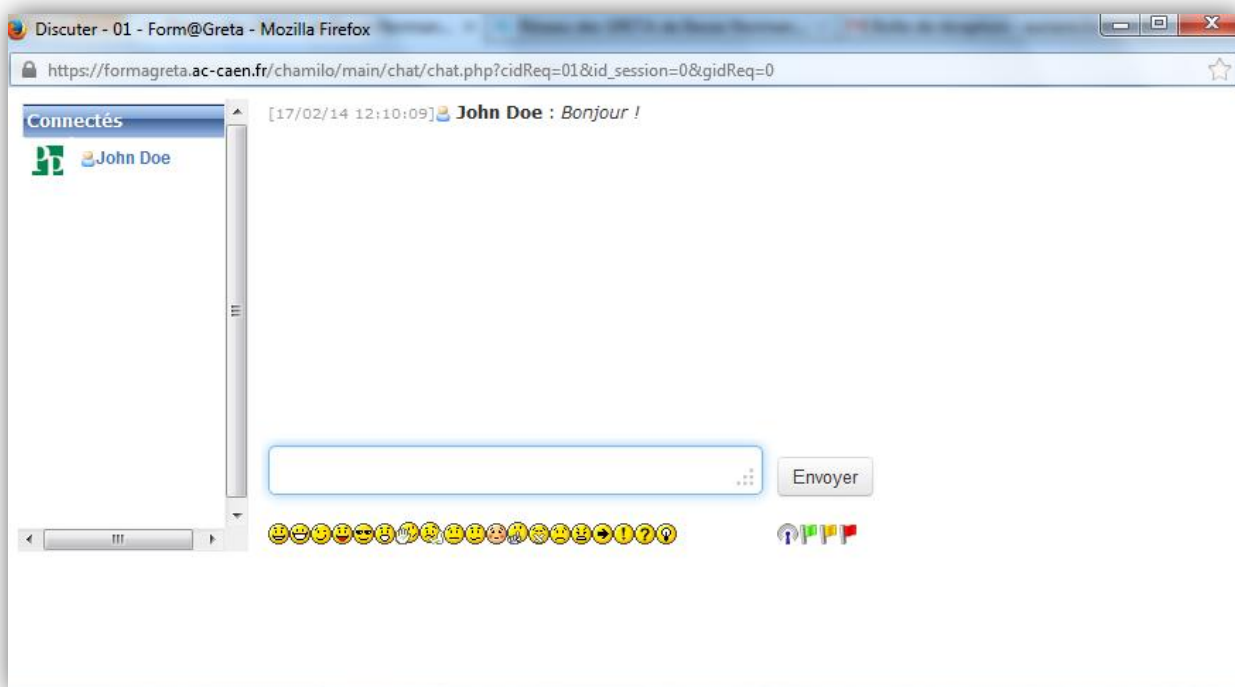 Discuter - 01 - Form@Greta - Mozilla Firefox
https://formagreta.ac-caen.fr/chamilo/main/chat/chat.php?cidReq=01&id_session=0&gidReq=0
Connectés
[17/02/14 12:10:09] John Doe : Bonjour !
John Doe
Envoyer